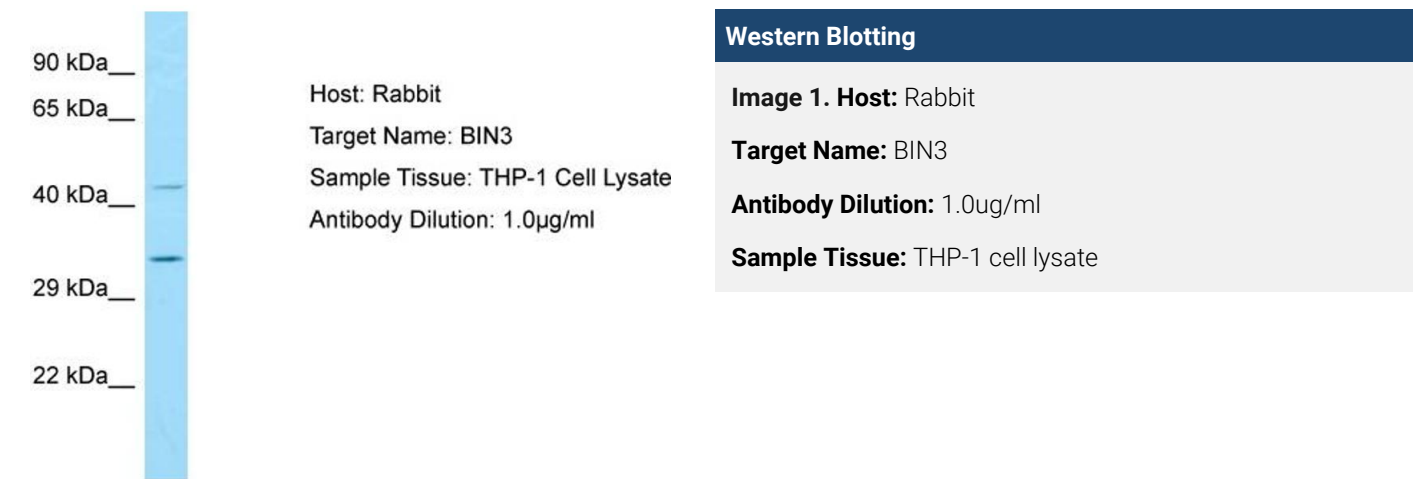 90 kDa__
65 kDa__
40 kDa__
29 kDa__
22 kDa__
Host: Rabbit
Target Name: BIN3
Sample Tissue: THP-1 Cell Lysate
Antibody Dilution: 1.0µg/ml
Western Blotting
Image 1. Host: Rabbit
Target Name: BIN3
Antibody Dilution: 1.0ug/ml
Sample Tissue: THP-1 cell lysate